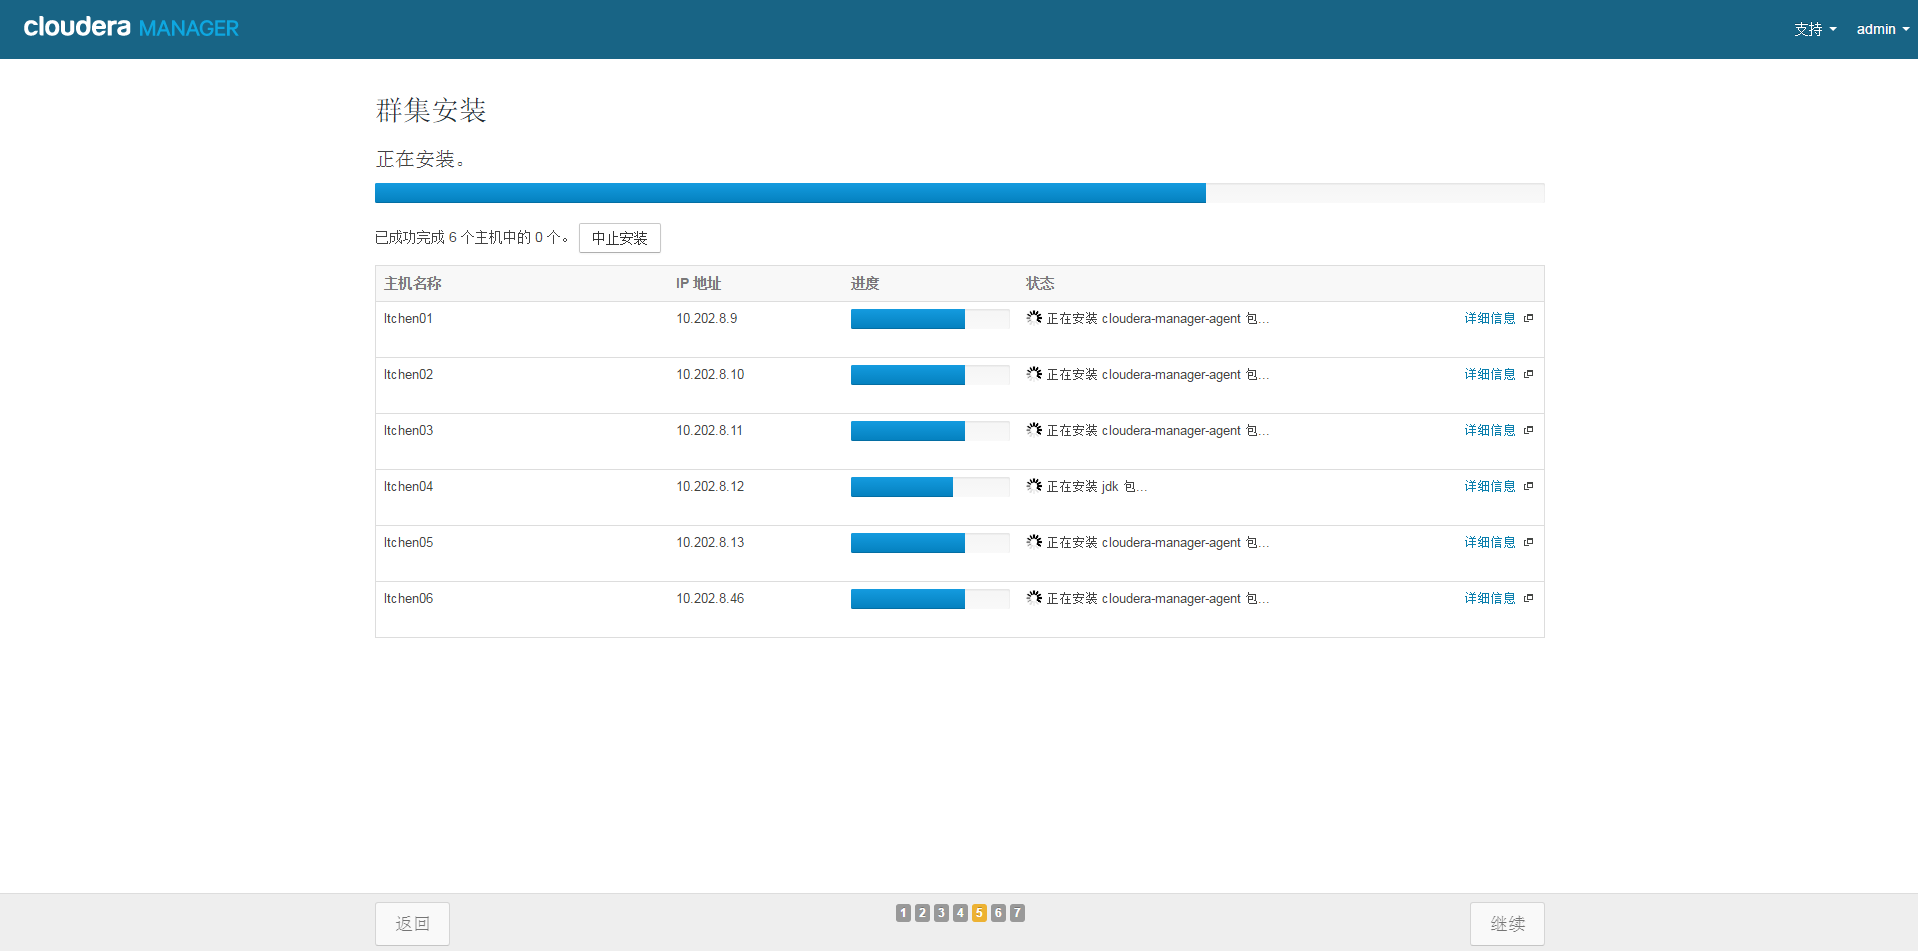 cloudera MANAGER
支持 admin
群集安装
正在安装。
已成功完成 6 个主机中的 0 个。 中止安装
主机名称 IP 地址 进度 状态
ltchen01 10.202.8.9 正在安装 cloudera-manager-agent 包... 详细信息
ltchen02 10.202.8.10 正在安装 cloudera-manager-agent 包... 详细信息
ltchen03 10.202.8.11 正在安装 cloudera-manager-agent 包... 详细信息
ltchen04 10.202.8.12 正在安装 jdk 包... 详细信息
ltchen05 10.202.8.13 正在安装 cloudera-manager-agent 包... 详细信息
ltchen06 10.202.8.46 正在安装 cloudera-manager-agent 包... 详细信息
返回 1 2 3 4 5 6 7 继续